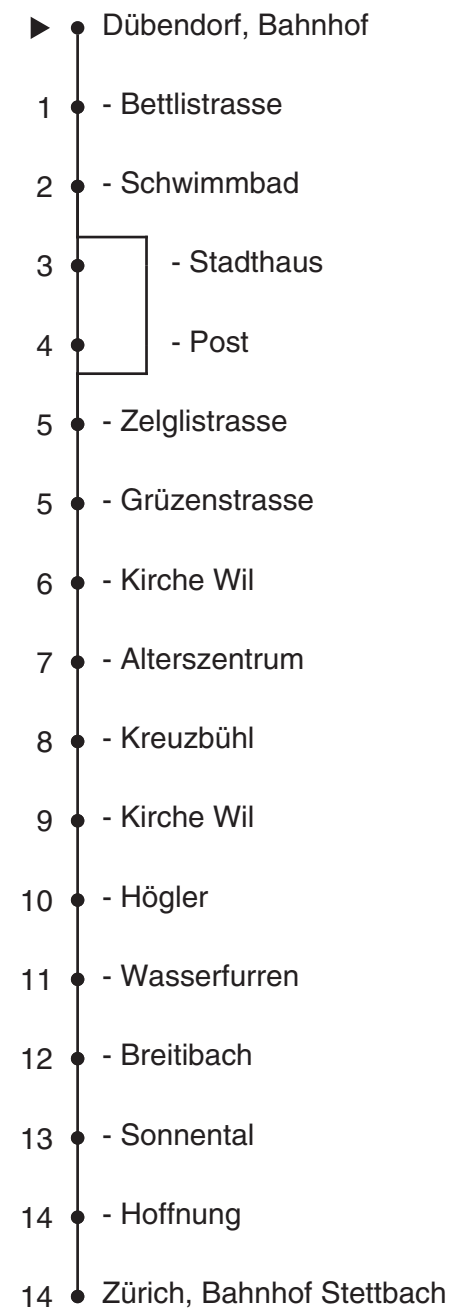 Dübendorf, Bahnhof
1 - Bettlistrasse
2 - Schwimmbad
3 - Stadthaus
4 - Post
5 - Zelglistrasse
5 - Grüzenstrasse
6 - Kirche Wil
7 - Alterszentrum
8 - Kreuzbühl
9 - Kirche Wil
10 - Högler
11 - Wasserfurren
12 - Breitibach
13 - Sonnental
14 - Hoffnung
14 Zürich, Bahnhof Stettbach